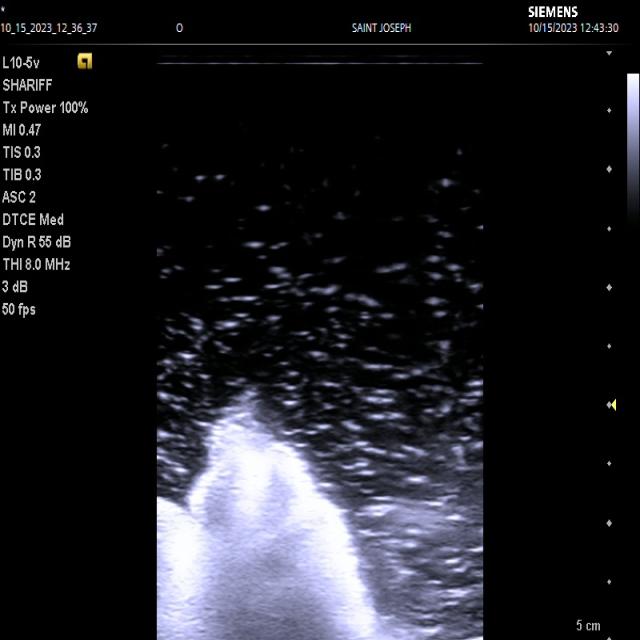 *
SIEMENS
10_15_2023_12_36_37 O SAINT JOSEPH 10/15/2023 12:43:30
L10-5v
SHARIFF
Tx Power 100%
MI 0.47
TIS 0.3
TIB 0.3
ASC 2
DTCE Med
Dyn R 55 dB
THI 8.0 MHz
3 dB
50 fps
5 cm